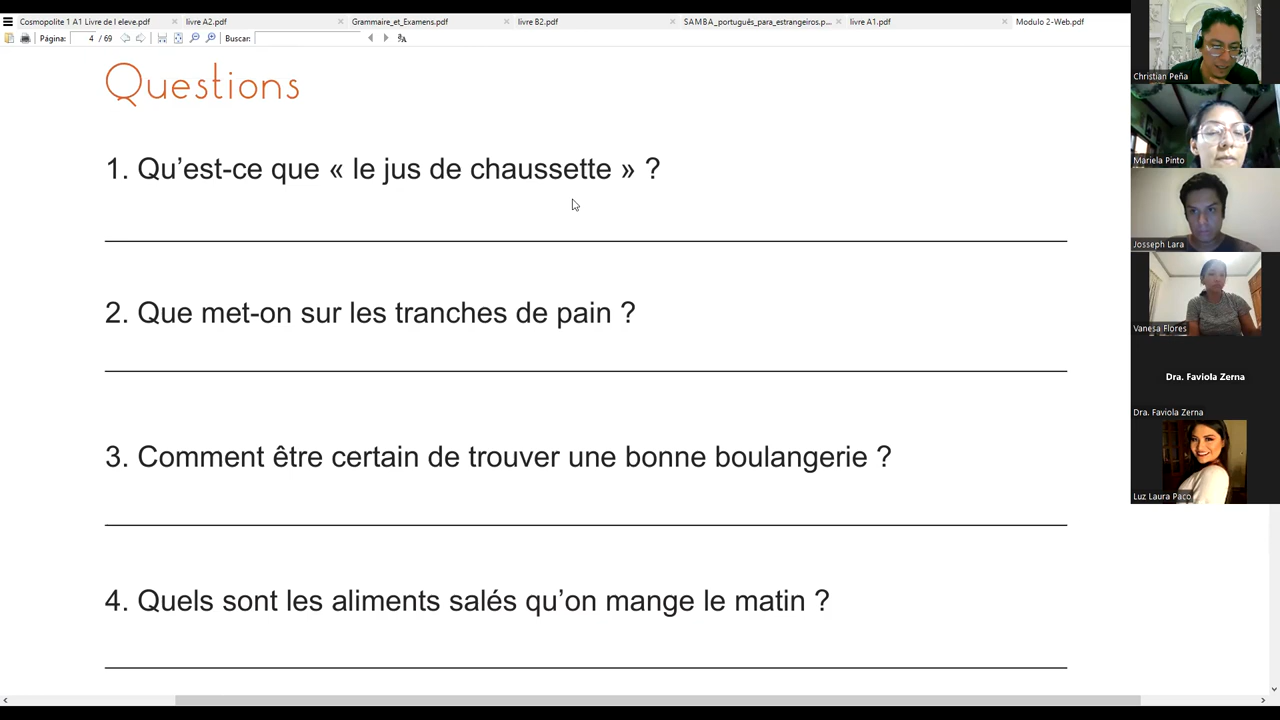 Cosmopolite 1 A1 Livre de l eleve.pdf
livre A2.pdf
Grammaire_et_Examens.pdf
livre B2.pdf
SAMBA_português_para_estrangeiros.p...
livre A1.pdf
Modulo 2-Web.pdf
Página: 4 / 69 Buscar:
Questions
1. Qu’est-ce que « le jus de chaussette » ?
2. Que met-on sur les tranches de pain ?
3. Comment être certain de trouver une bonne boulangerie ?
4. Quels sont les aliments salés qu’on mange le matin ?
Christian Peña
Mariela Pinto
Josseph Lara
Vanesa Flores
Dra. Faviola Zerna
Dra. Faviola Zerna
Luz Laura Paco